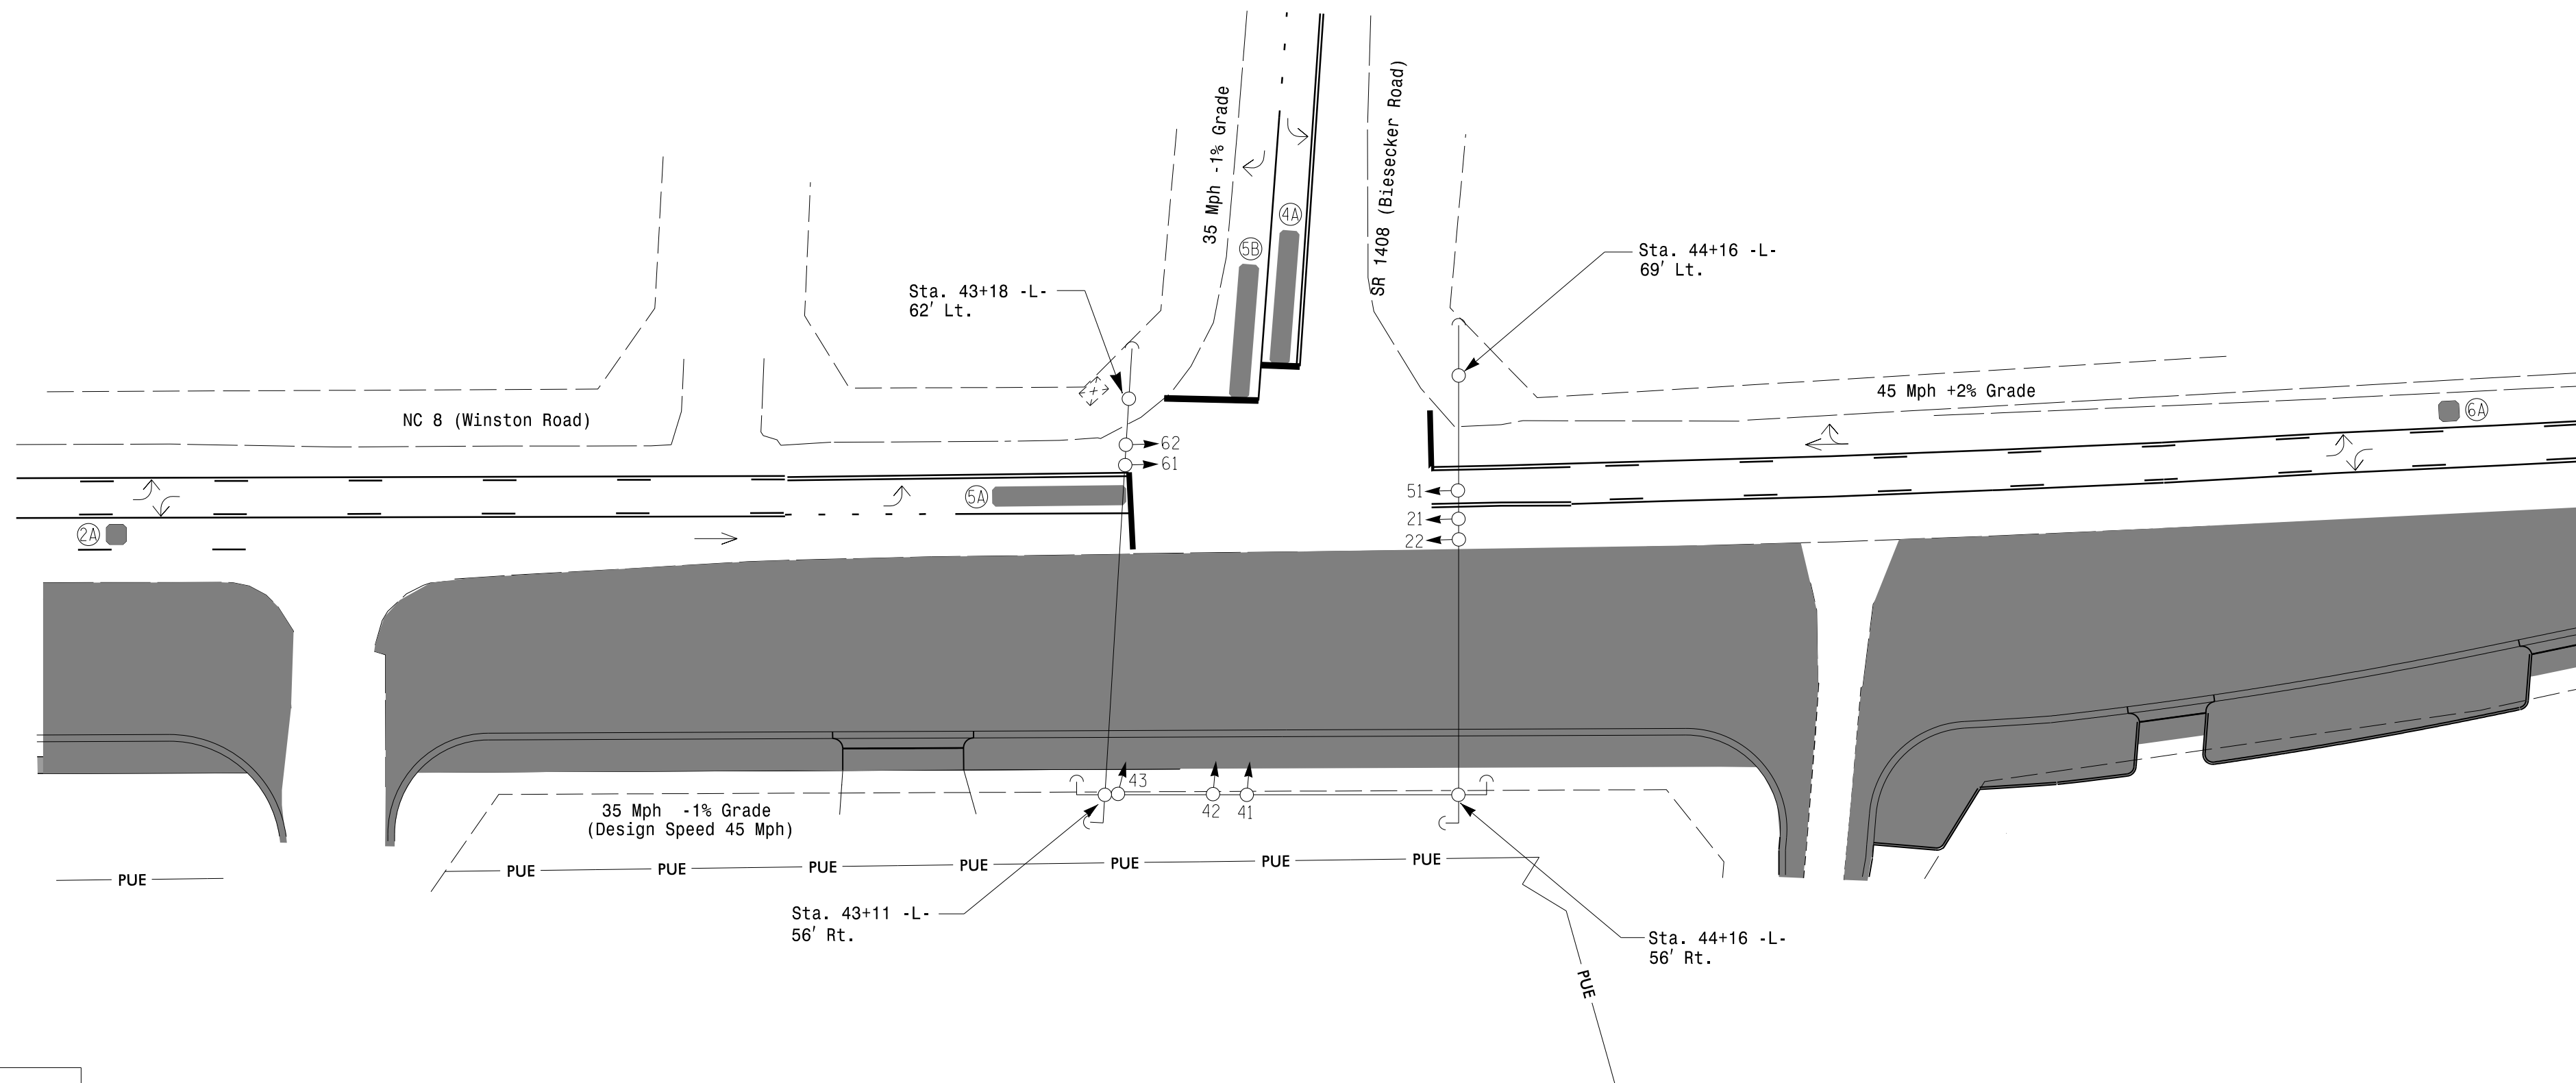 35 Mph -1% Grade
SR 1408 (Biesecker Road)
4A
5B
Sta. 44+16 -L-
69' Lt.
Sta. 43+18 -L-
62' Lt.
45 Mph +2% Grade
6A
NC 8 (Winston Road)
62
61
5A
51
21
22
2A
43
42
41
35 Mph -1% Grade
(Design Speed 45 Mph)
PUE
PUE
PUE
PUE
PUE
PUE
PUE
PUE
PUE
Sta. 43+11 -L-
56' Rt.
Sta. 44+16 -L-
56' Rt.